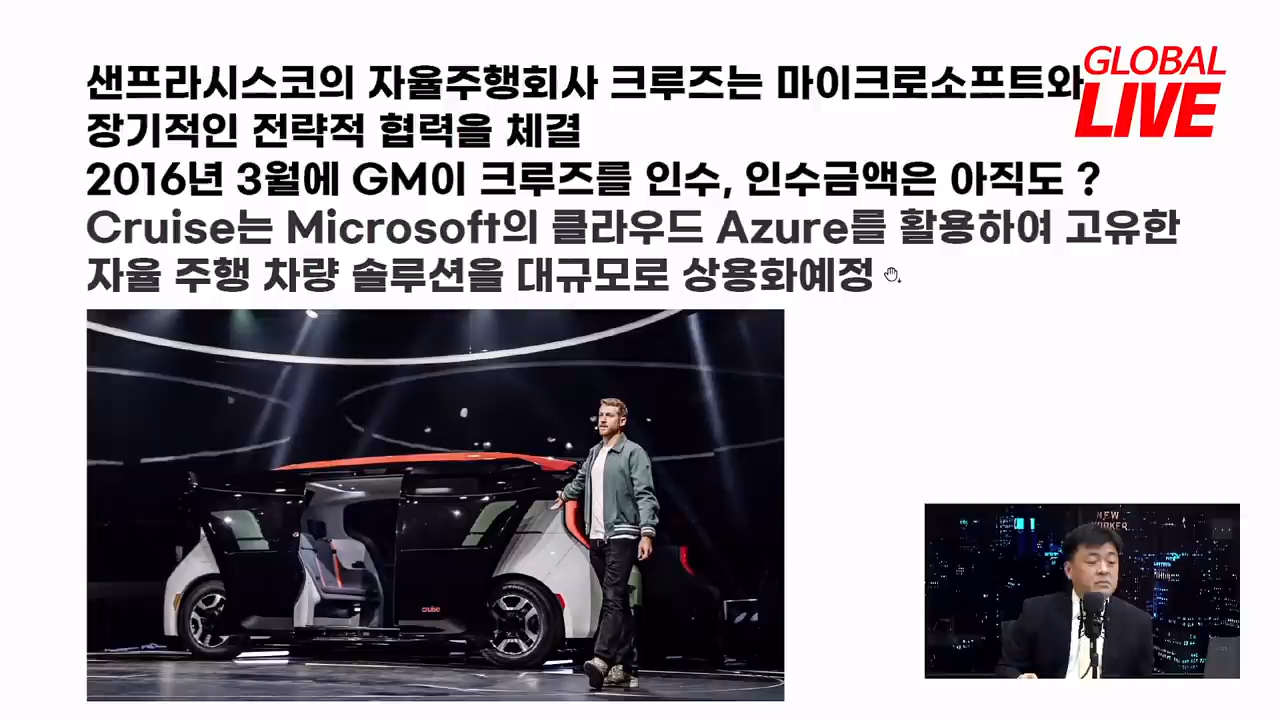 샌프라시스코의 자율주행회사 크루즈는 마이크로소프트와
장기적인 전략적 협력을 체결
2016년 3월에 GM이 크루즈를 인수, 인수금액은 아직도 ?
Cruise는 Microsoft의 클라우드 Azure를 활용하여 고유한
자율 주행 차량 솔루션을 대규모로 상용화예정
GLOBAL
LIVE
cruise
NEW
YORKER